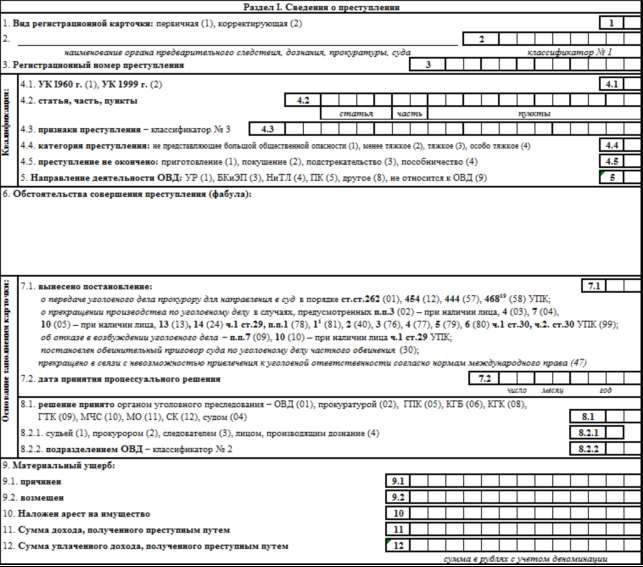 Раздел I. Сведения о преступлении
1. Вид регистрационной карточки: первичная (1), корректирующая (2) 1
2. 2
наименование органа предварительного следствия, дознания, прокуратуры, суда классификатор № 1
3. Регистрационный номер преступления 3
Квалификация:
4.1. УК 1960 г. (1), УК 1999 г. (2) 4.1
4.2. статья, часть, пункты 4.2
статья часть пункты
4.3. признаки преступления – классификатор № 3 4.3
4.4. категория преступления: не представляющее большой общественной опасности (1), менее тяжкое (2), тяжкое (3), особо тяжкое (4) 4.4
4.5. преступление не окончено: приготовление (1), покушение (2), подстрекательство (3), пособничество (4) 4.5
5. Направление деятельности ОВД: УР (1), БКиЭП (3), НиТЛ (4), ПК (5), другое (8), не относится к ОВД (9) 5
6. Обстоятельства совершения преступления (фабула):
Основание заполнения карточки:
7.1. вынесено постановление: 7.1
о передаче уголовного дела прокурору для направления в суд в порядке ст.ст.262 (01), 454 (12), 444 (57), 468¹⁹ (58) УПК;
о прекращении производства по уголовному делу в случаях, предусмотренных п.п.3 (02) – при наличии лица, 4 (03), 7 (04),
10 (05) – при наличии лица, 13 (13), 14 (24) ч.1 ст.29, п.п.1 (78), 1¹ (81), 2 (40), 3 (76), 4 (77), 5 (79), 6 (80) ч.1 ст.30, ч.2. ст.30 УПК (99);
об отказе в возбуждении уголовного дела – п.п.7 (09), 10 (10) – при наличии лица ч.1 ст.29 УПК;
постановлен обвинительный приговор суда по уголовному делу частного обвинения (30);
прекращено в связи с невозможностью привлечения к уголовной ответственности согласно нормам международного права (47)
7.2. дата принятия процессуального решения 7.2
число месяц год
8.1. решение принято органом уголовного преследования – ОВД (01), прокуратурой (02), ГПК (05), КГБ (06), КГК (08),
ГТК (09), МЧС (10), МО (11), СК (12), судом (04) 8.1
8.2.1. судьей (1), прокурором (2), следователем (3), лицом, производящим дознание (4) 8.2.1
8.2.2. подразделением ОВД – классификатор № 2 8.2.2
9. Материальный ущерб:
9.1. причинен 9.1
9.2. возмещен 9.2
10. Наложен арест на имущество 10
11. Сумма дохода, полученного преступным путем 11
12. Сумма уплаченного дохода, полученного преступным путем 12
сумма в рублях с учетом деноминации